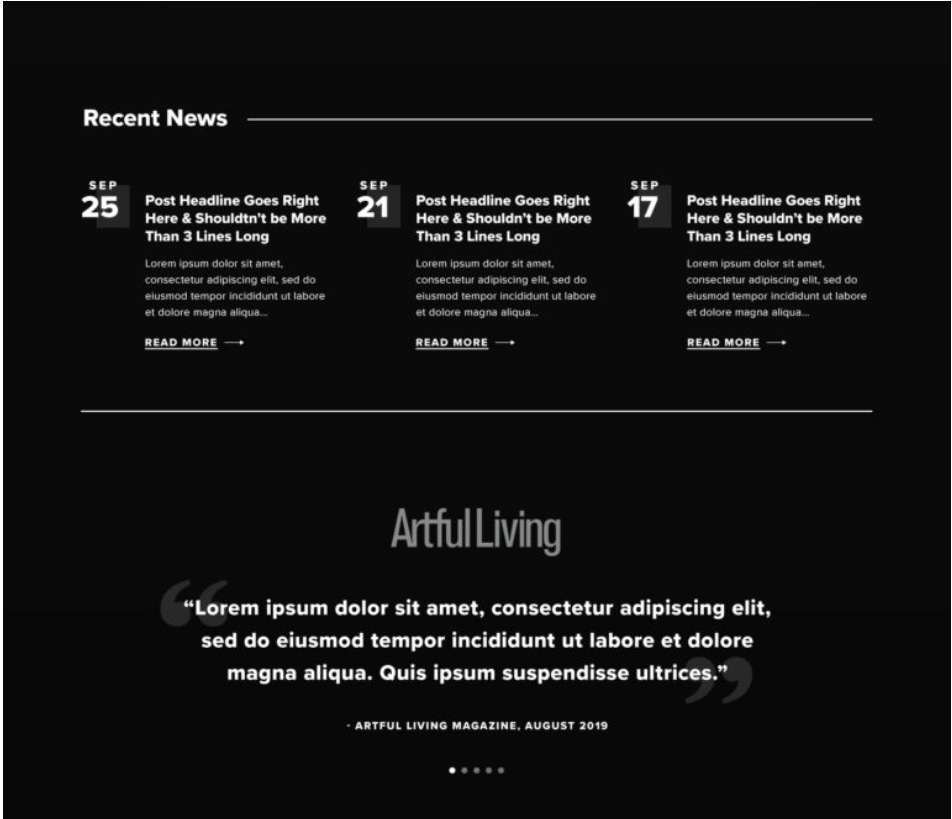 Recent News
SEP
25
Post Headline Goes Right
Here & Shouldtn't be More
Than 3 Lines Long
Lorem ipsum dolor sit amet,
consectetur adipiscing elit, sed do
eiusmod tempor incididunt ut labore
et dolore magna aliqua...
READ MORE
SEP
21
Post Headline Goes Right
Here & Shouldn't be More
Than 3 Lines Long
Lorem ipsum dolor sit amet,
consectetur adipiscing elit, sed do
eiusmod tempor incididunt ut labore
et dolore magna aliqua...
READ MORE
SEP
17
Post Headline Goes Right
Here & Shouldn't be More
Than 3 Lines Long
Lorem ipsum dolor sit amet,
consectetur adipiscing elit, sed do
eiusmod tempor incididunt ut labore
et dolore magna aliqua...
READ MORE
Artful Living
“Lorem ipsum dolor sit amet, consectetur adipiscing elit,
sed do eiusmod tempor incididunt ut labore et dolore
magna aliqua. Quis ipsum suspendisse ultrices.”
- ARTFUL LIVING MAGAZINE, AUGUST 2019